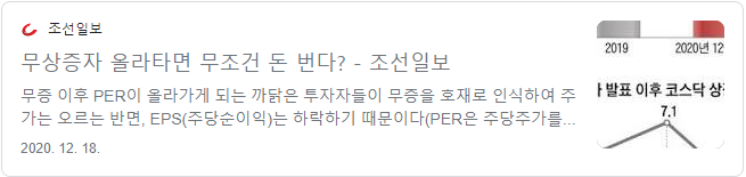 조선일보
무상증자 올라타면 무조건 돈 번다? - 조선일보
무증 이후 PER이 올라가게 되는 까닭은 투자자들이 무증을 호재로 인식하여 주
가는 오르는 반면, EPS(주당순이익)는 하락하기 때문이다(PER은 주당주가를...
2020. 12. 18.
2019 2020년 12
발표 이후 코스닥 상
7.1